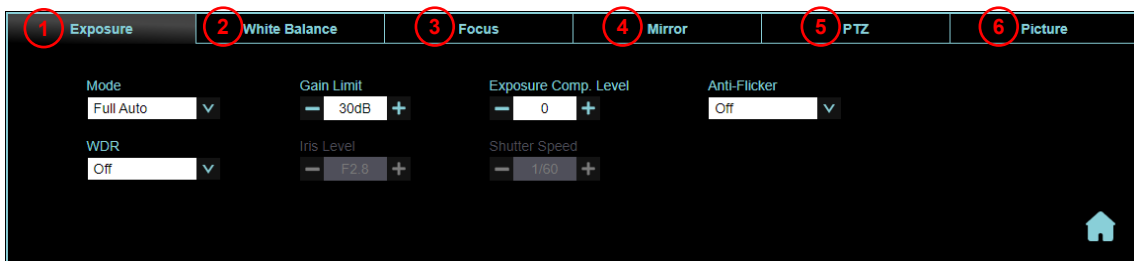 1 Exposure 2 White Balance 3 Focus 4 Mirror 5 PTZ 6 Picture
Mode Gain Limit Exposure Comp. Level Anti-Flicker
Full Auto 30dB 0 Off
WDR Iris Level Shutter Speed
Off F2.8 1/60